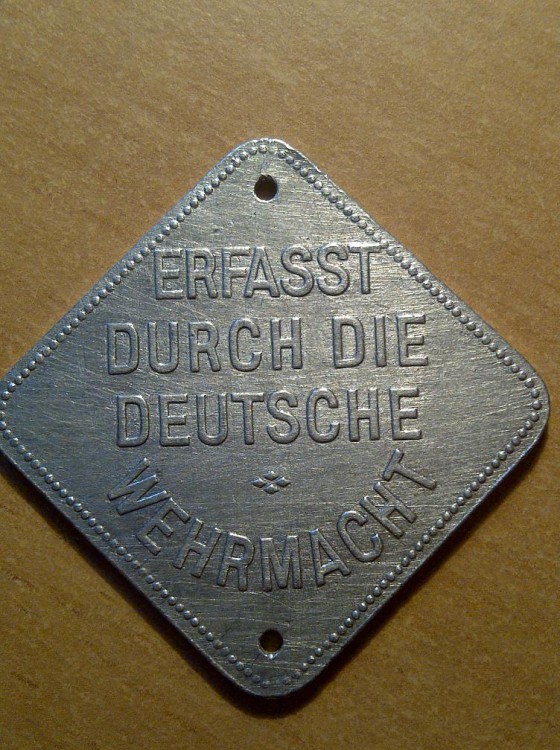 ERFASST
DURCH DIE
DEUTSCHE
WEHRMACHT